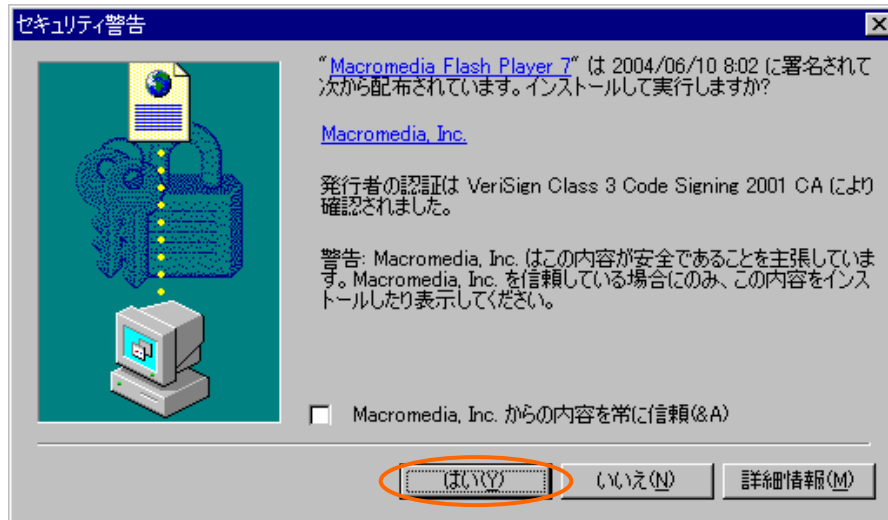 セキュリティ警告
"Macromedia Flash Player 7" は 2004/06/10 8:02 に署名されて
次から配布されています。インストールして実行しますか?
Macromedia, Inc.
発行者の認証は VeriSign Class 3 Code Signing 2001 CA により
確認されました。
警告: Macromedia, Inc. はこの内容が安全であることを主張していま
す。Macromedia, Inc. を信頼している場合にのみ、この内容をインス
トールしたり表示してください。
Macromedia, Inc. からの内容を常に信頼(&A)
はい(Y) いいえ(N) 詳細情報(M)